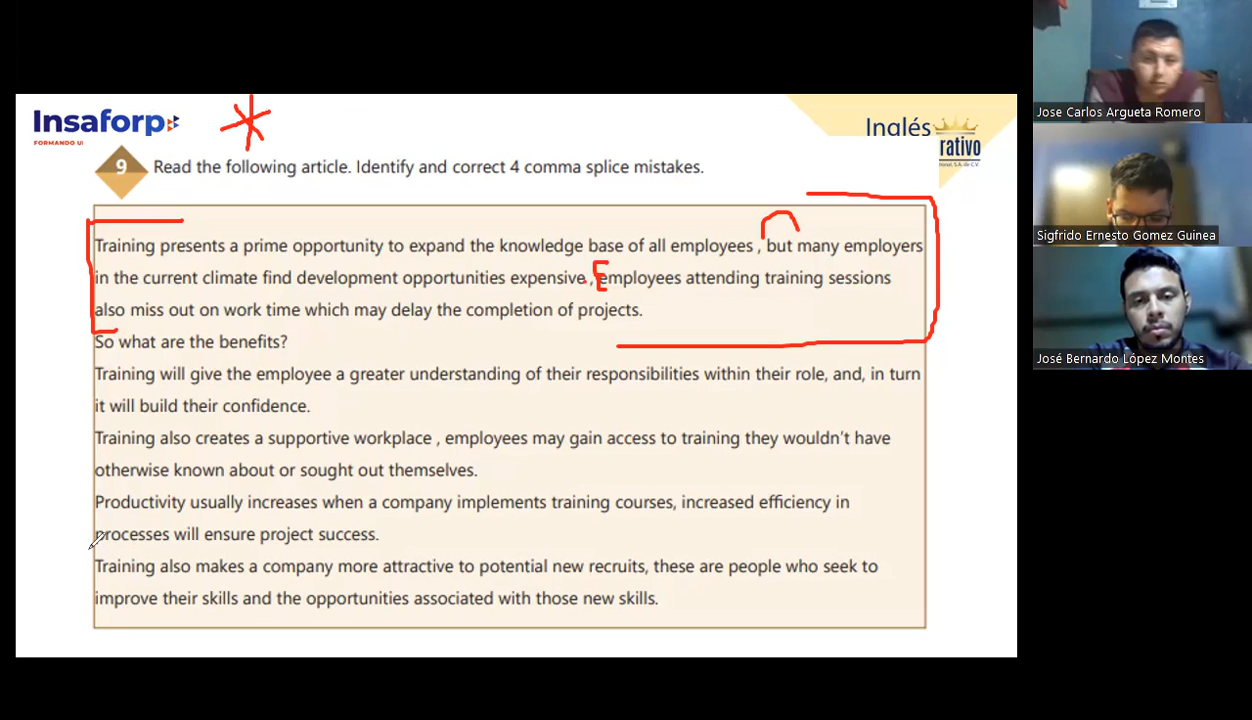 Insaforp
FORMANDO U
Inglés
rativo
nal, S.A. de C.V.
9 Read the following article. Identify and correct 4 comma splice mistakes.
Training presents a prime opportunity to expand the knowledge base of all employees , but many employers
in the current climate find development opportunities expensive. , Employees attending training sessions
also miss out on work time which may delay the completion of projects.
So what are the benefits?
Training will give the employee a greater understanding of their responsibilities within their role, and, in turn
it will build their confidence.
Training also creates a supportive workplace , employees may gain access to training they wouldn't have
otherwise known about or sought out themselves.
Productivity usually increases when a company implements training courses, increased efficiency in
processes will ensure project success.
Training also makes a company more attractive to potential new recruits, these are people who seek to
improve their skills and the opportunities associated with those new skills.
Jose Carlos Argueta Romero
Sigfrido Ernesto Gomez Guinea
José Bernardo López Montes